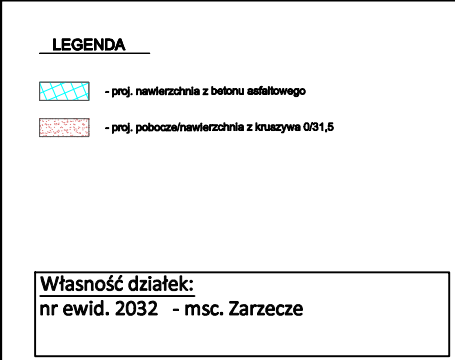 LEGENDA
- proj. nawierzchnia z betonu asfaltowego
- proj. pobocze/nawierzchnia z kruszywa 0/31,5
Własność działek:
nr ewid. 2032 - msc. Zarzecze